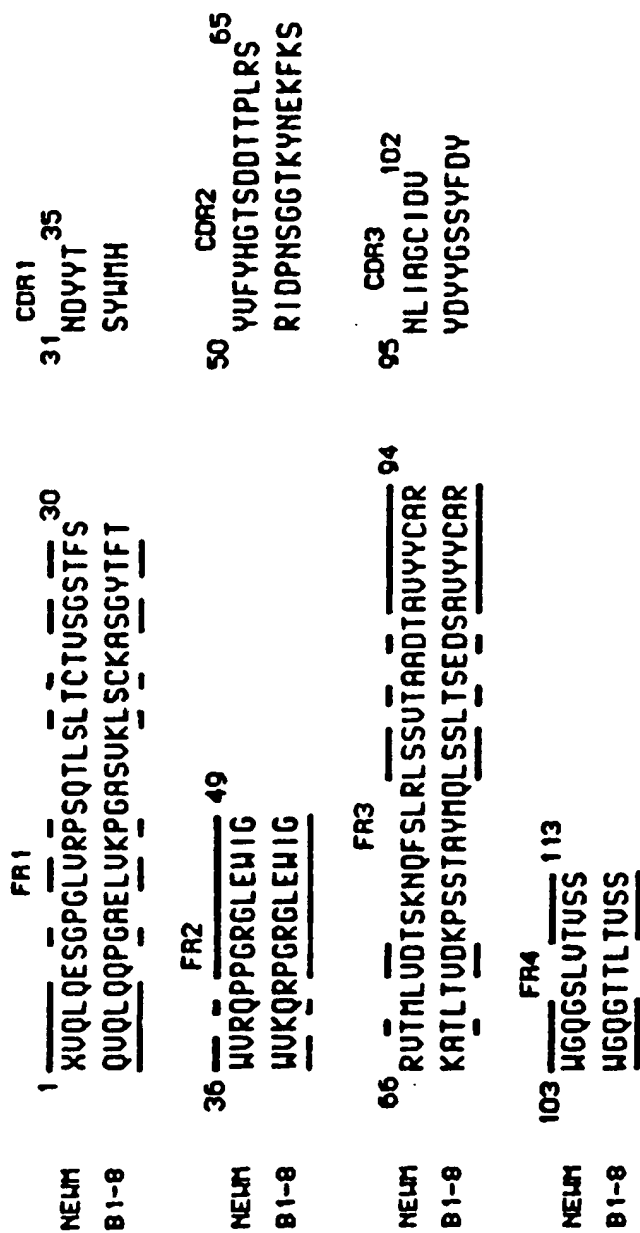 FR1 CDR1
1 30 31 35
NEWM XVQLQESGPGLVRPSQTLSLTCTVSGSTFS NDYYT
B1-8 QVQLQQPGAELVKPGASVKLSCKASGYTFT SYWMH
FR2 CDR2
36 49 50 65
NEWM WVRQPPGRGLEWIG YVFYHGTSDDTTPLRS
B1-8 WVKQRPGRGLEWIG RIDPNSGGTKYNEKFKS
FR3 CDR3
66 94 95 102
NEWM RVTMLVDTSKNQFSLRLSSVTAADTAVYYCAR NLIAGCIDV
B1-8 KATLTVDKPSSTAYMQLSSLTSEDSAVYYCAR YDYYGSSYFDY
FR4
103 113
NEWM WGQGSLVTVSS
B1-8 WGQGTTLTVSS